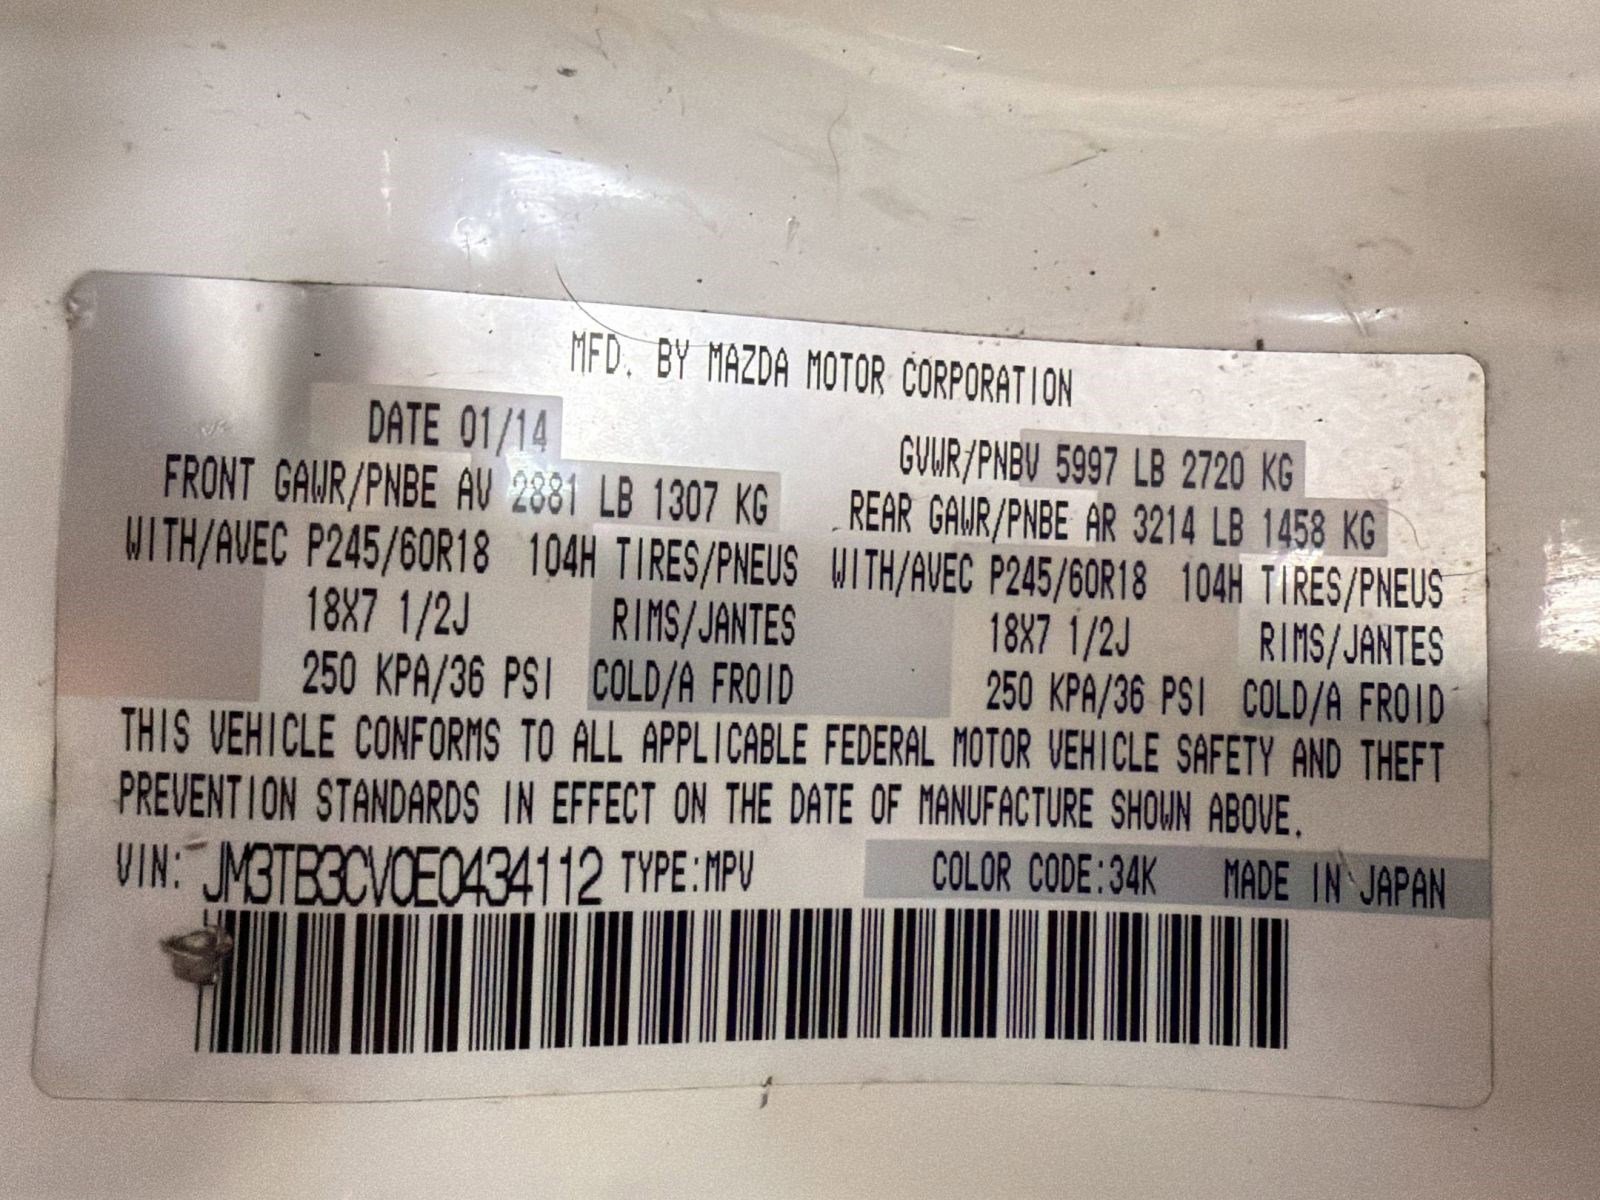 MFD. BY MAZDA MOTOR CORPORATION
DATE 01/14 GVWR/PNBV 5997 LB 2720 KG
FRONT GAWR/PNBE AV 2881 LB 1307 KG REAR GAWR/PNBE AR 3214 LB 1458 KG
WITH/AVEC P245/60R18 104H TIRES/PNEUS WITH/AVEC P245/60R18 104H TIRES/PNEUS
18X7 1/2J RIMS/JANTES 18X7 1/2J RIMS/JANTES
250 KPA/36 PSI COLD/A FROID 250 KPA/36 PSI COLD/A FROID
THIS VEHICLE CONFORMS TO ALL APPLICABLE FEDERAL MOTOR VEHICLE SAFETY AND THEFT
PREVENTION STANDARDS IN EFFECT ON THE DATE OF MANUFACTURE SHOWN ABOVE.
VIN: JM3TB3CV0E0434112 TYPE:MPV COLOR CODE:34K MADE IN JAPAN